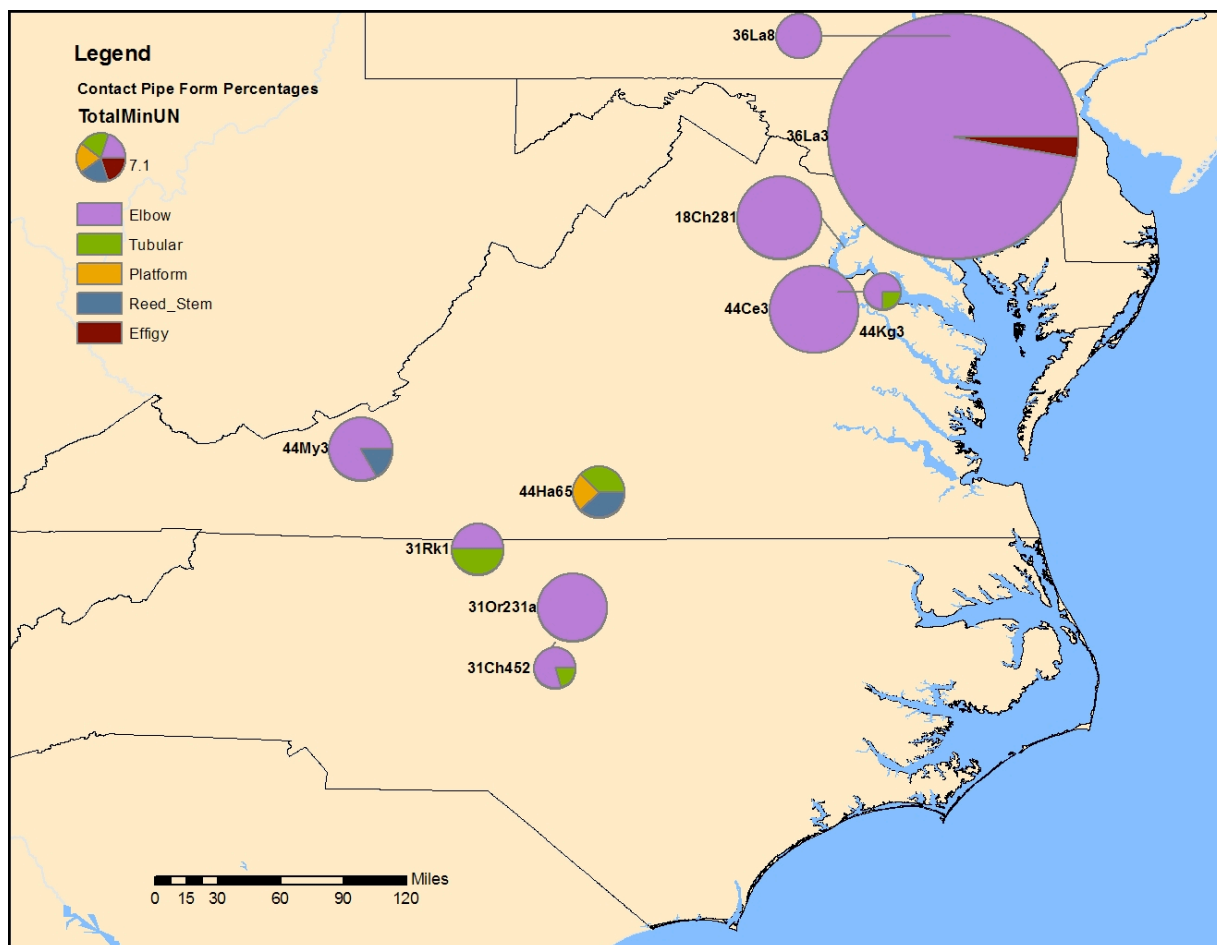 Legend
Contact Pipe Form Percentages
TotalMinUN
7.1
Elbow
Tubular
Platform
Reed_Stem
Effigy
36La8
36La3
18Ch281
44Ce3
44Kg3
44My3
44Ha65
31Rk1
31Or231a
31Ch452
Miles
0 15 30 60 90 120